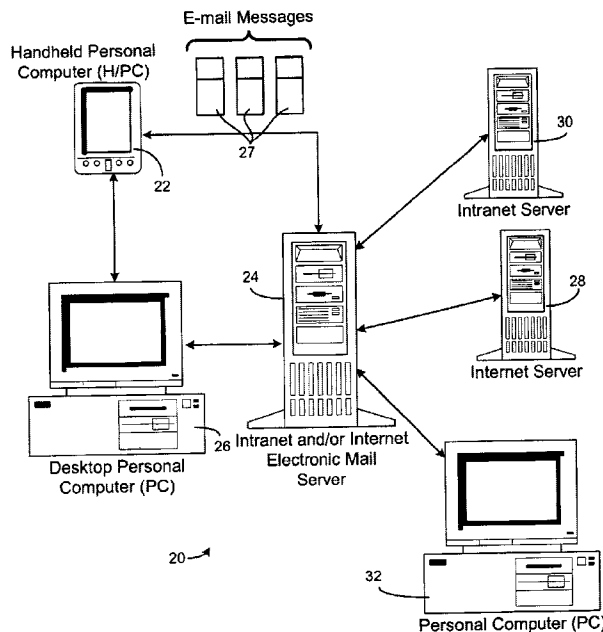 E-mail Messages
Handheld Personal
Computer (H/PC)
27
22
30
Intranet Server
24
28
Internet Server
26
Desktop Personal
Computer (PC)
Intranet and/or Internet
Electronic Mail
Server
20
32
Personal Computer (PC)